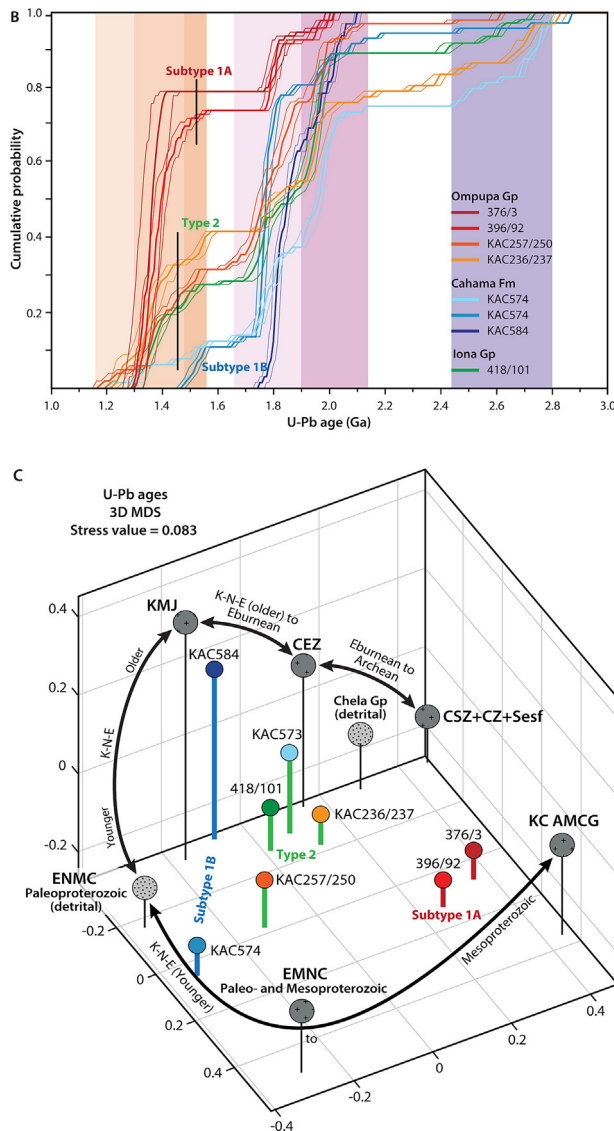 B
1.0
0.8
0.6
0.4
0.2
Cumulative probability
Subtype 1A
Type 2
Subtype 1B
Ompupa Gp
376/3
396/92
KAC257/250
KAC236/237
Cahama Fm
KAC574
KAC574
KAC584
Iona Gp
418/101
1.0 1.2 1.4 1.6 1.8 2.0 2.2 2.4 2.6 2.8 3.0
U-Pb age (Ga)
C
U-Pb ages
3D MDS
Stress value = 0.083
0.4
0.2
0
-0.2
KMJ
K-N-E (older) to
Eburnean
CEZ
Eburnean to
Archean
Older
K-N-E
Younger
KAC584
Chela Gp
(detrital)
CSZ+CZ+Sesf
KAC573
418/101
KAC236/237
Type 2
KC AMCG
376/3
396/92
Subtype 1A
ENMC
Paleoproterozoic
(detrital)
Subtype 1B
KAC257/250
Mesoproterozoic
KAC574
K-N-E (Younger)
EMNC
Paleo- and Mesoproterozoic
to
-0.2
0
0.2
0.4
-0.4
-0.2
0
0.2
0.4